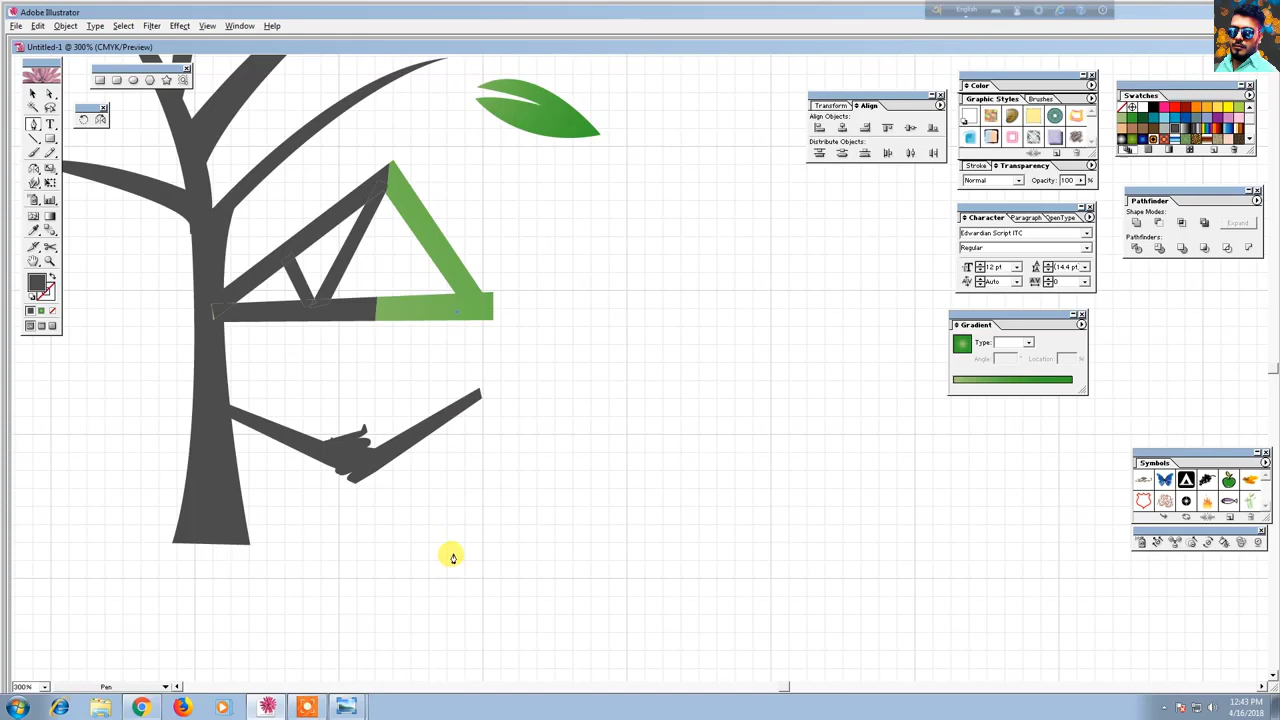 Adobe Illustrator
English
File Edit Object Type Select Filter Effect View Window Help
Untitled-1 @ 300% (CMYK/Preview)
Color
Graphic Styles Brushes
Swatches
Transform Align
Align Objects:
Distribute Objects:
Stroke Transparency
Normal Opacity: 100 %
Pathfinder
Shape Modes:
Expand
Pathfinders:
Character Paragraph OpenType
Edwardian Script ITC
Regular
12 pt (14.4 pt)
Auto 0
Gradient
Type:
Angle: ° Location: %
Symbols
300% Pen
12:43 PM
4/16/2018